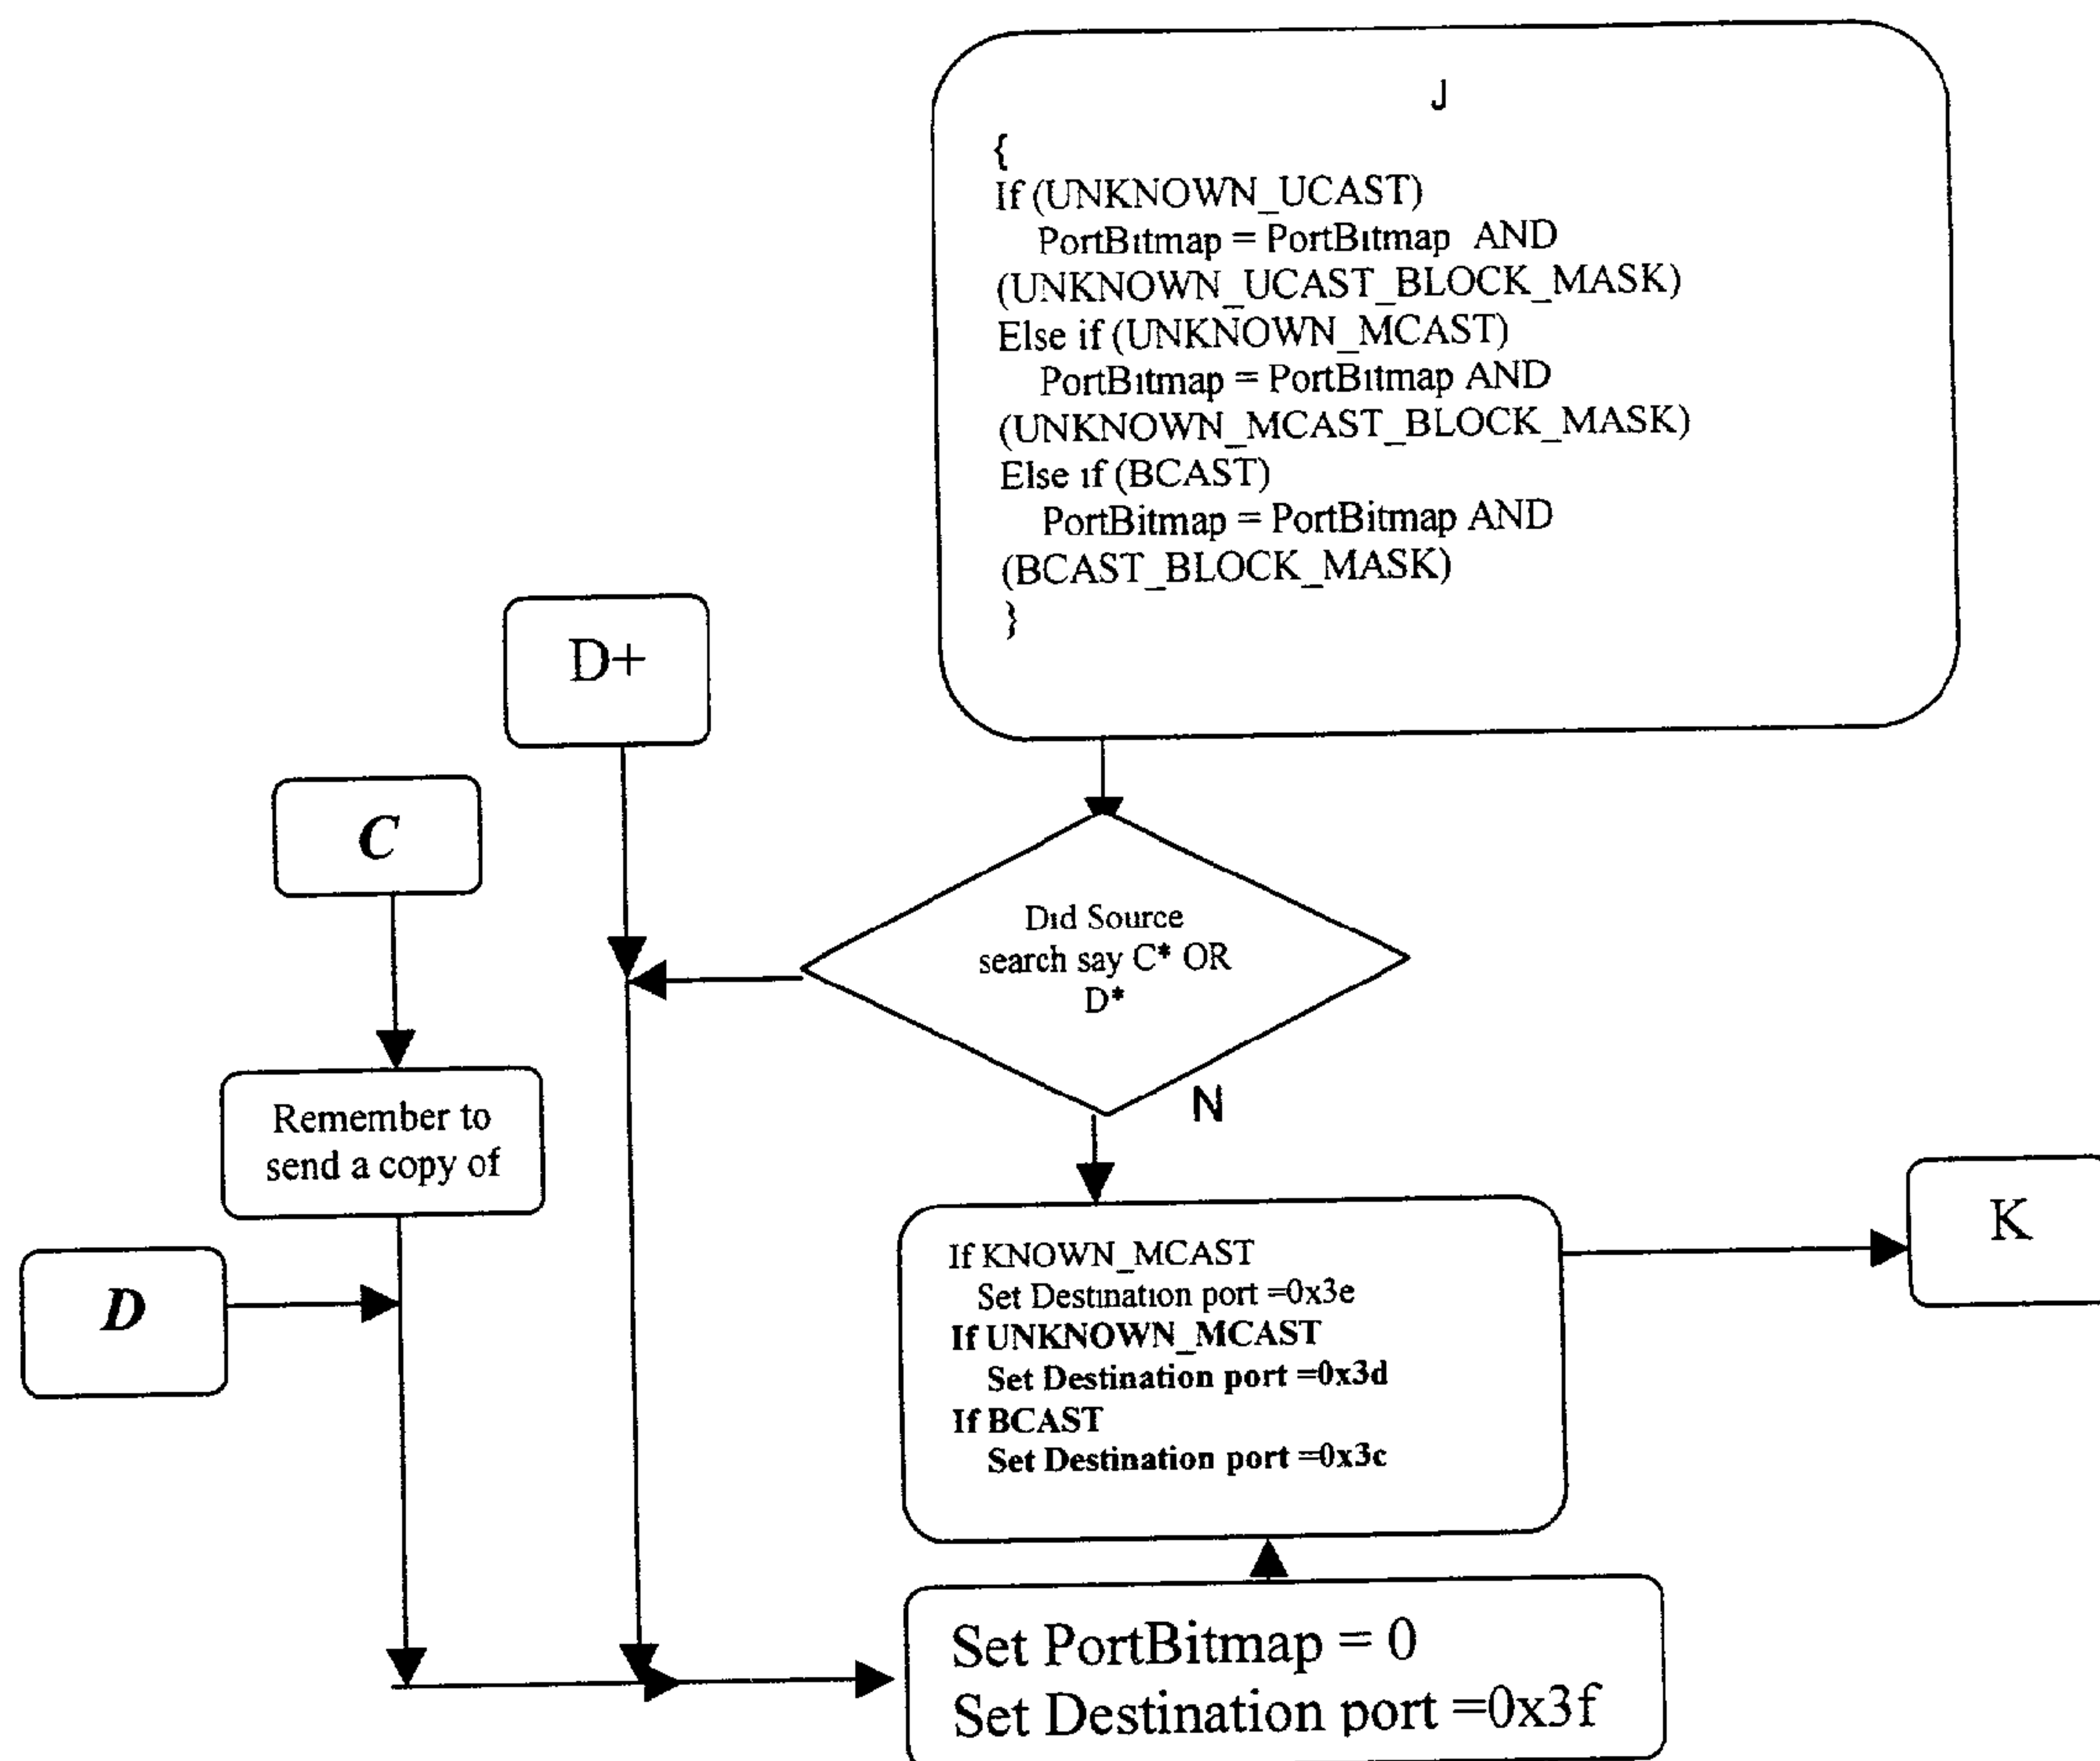 J
{
If (UNKNOWN_UCAST)
PortBitmap = PortBitmap AND
(UNKNOWN_UCAST_BLOCK_MASK)
Else if (UNKNOWN_MCAST)
PortBitmap = PortBitmap AND
(UNKNOWN_MCAST_BLOCK_MASK)
Else if (BCAST)
PortBitmap = PortBitmap AND
(BCAST_BLOCK_MASK)
}
D+
C
Did Source
search say C* OR
D*
N
Remember to
send a copy of
D
If KNOWN_MCAST
Set Destination port =0x3e
If UNKNOWN_MCAST
Set Destination port =0x3d
If BCAST
Set Destination port =0x3c
K
Set PortBitmap = 0
Set Destination port =0x3f